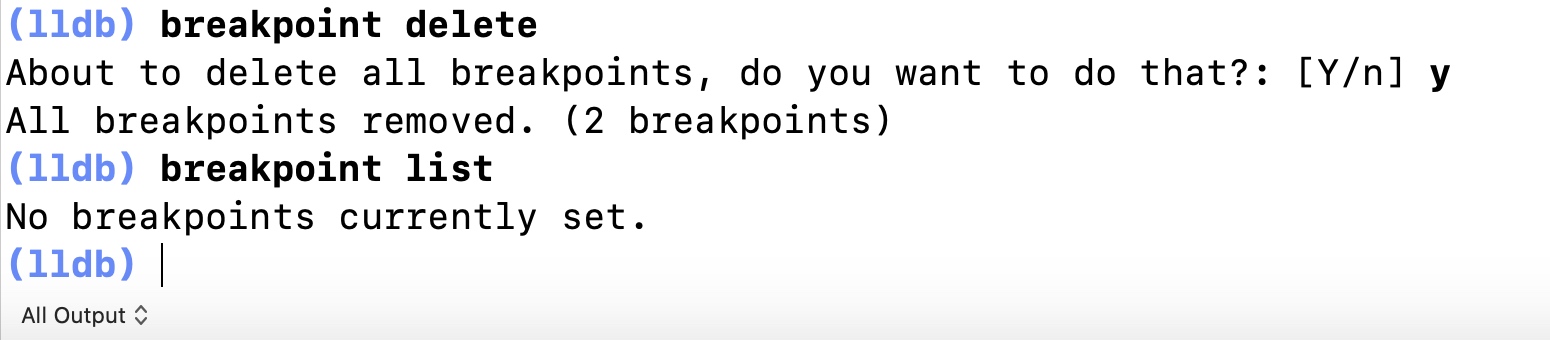 (lldb) breakpoint delete
About to delete all breakpoints, do you want to do that?: [Y/n] y
All breakpoints removed. (2 breakpoints)
(lldb) breakpoint list
No breakpoints currently set.
(lldb)
All Output